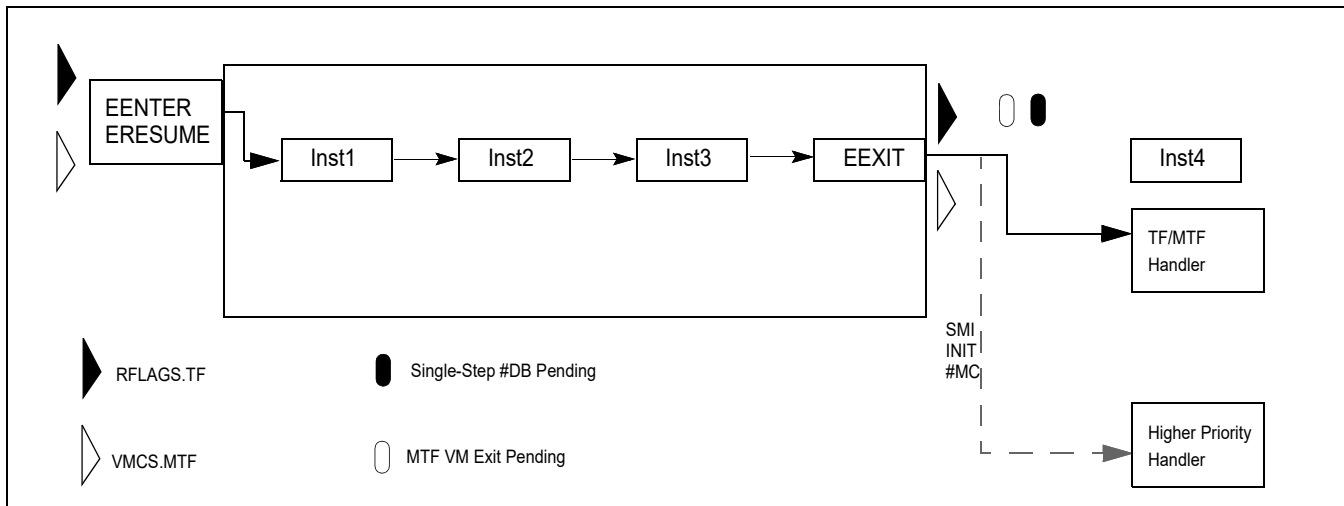 EENTER
ERESUME
Inst1
Inst2
Inst3
EEXIT
Inst4
TF/MTF
Handler
SMI
INIT
#MC
RFLAGS.TF
Single-Step #DB Pending
VMCS.MTF
MTF VM Exit Pending
Higher Priority
Handler